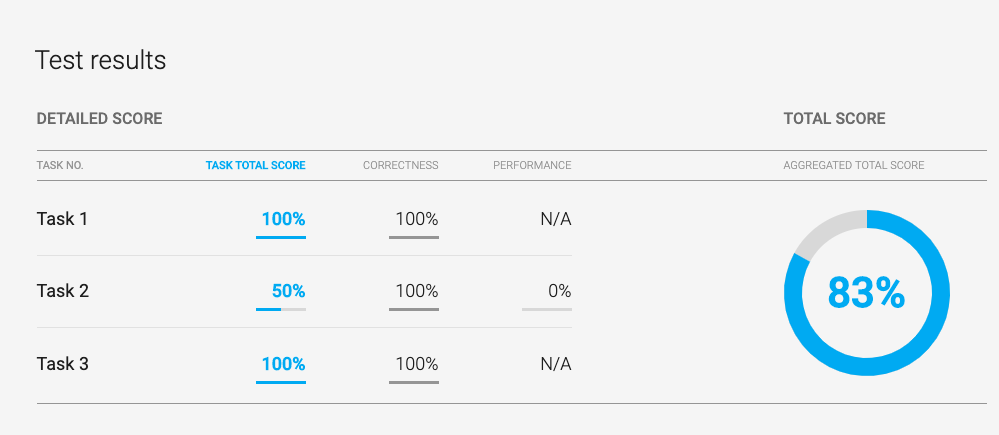 Test results
DETAILED SCORE TOTAL SCORE
TASK NO. TASK TOTAL SCORE CORRECTNESS PERFORMANCE AGGREGATED TOTAL SCORE
Task 1 100% 100% N/A
Task 2 50% 100% 0%
83%
Task 3 100% 100% N/A